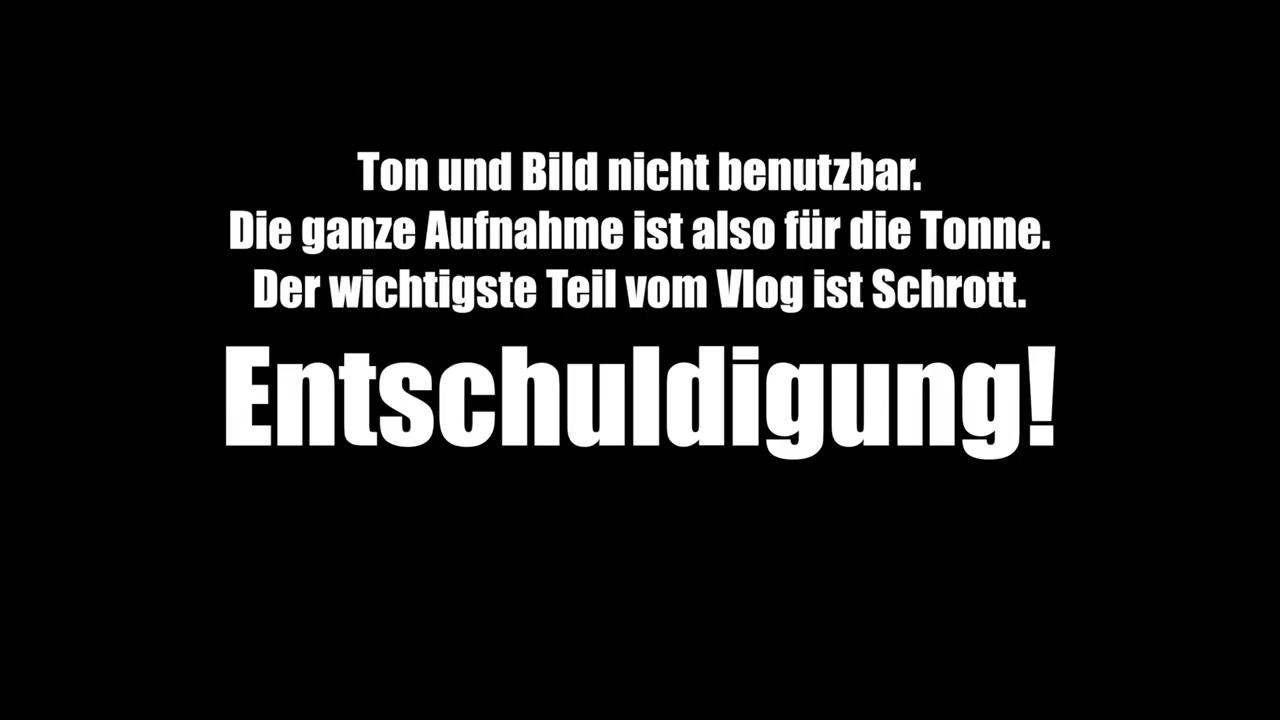 Ton und Bild nicht benutzbar.
Die ganze Aufnahme ist also für die Tonne.
Der wichtigste Teil vom Vlog ist Schrott.
Entschuldigung!